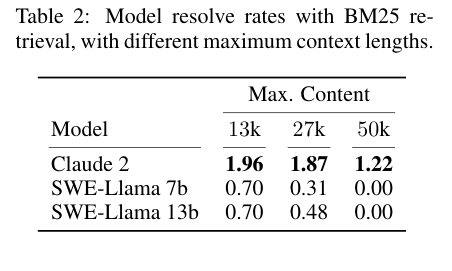 Table 2: Model resolve rates with BM25 re-
trieval, with different maximum context lengths.
Max. Content
Model 13k 27k 50k
Claude 2 1.96 1.87 1.22
SWE-Llama 7b 0.70 0.31 0.00
SWE-Llama 13b 0.70 0.48 0.00